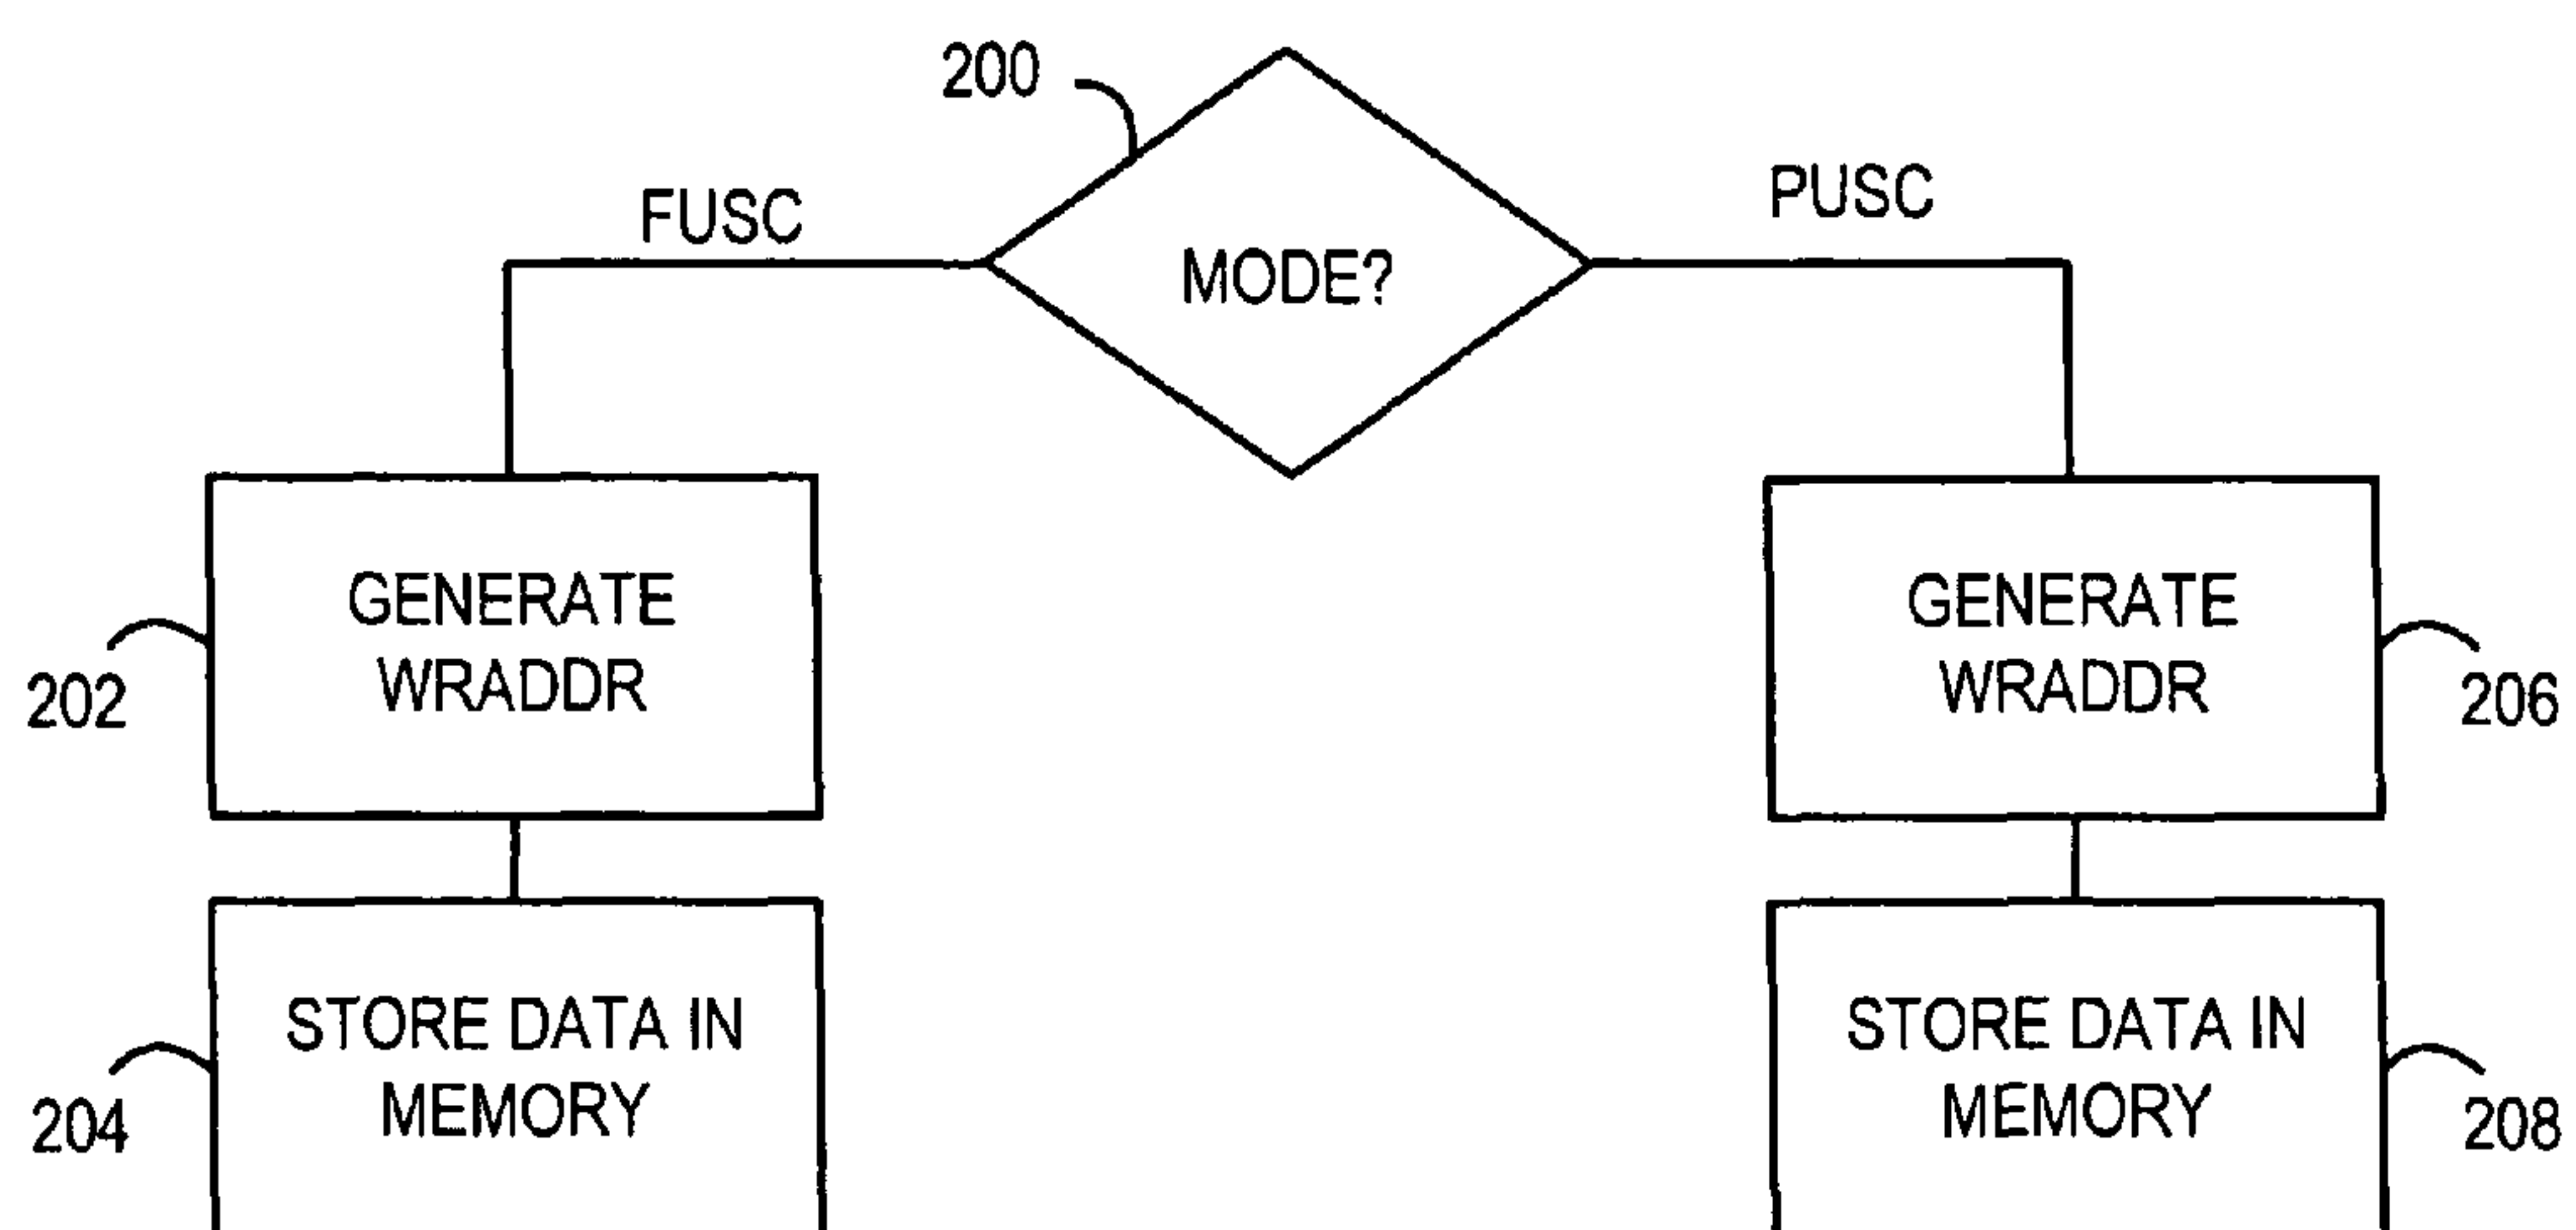 200
FUSC
PUSC
MODE?
GENERATE
WRADDR
202
GENERATE
WRADDR
206
STORE DATA IN
MEMORY
204
STORE DATA IN
MEMORY
208